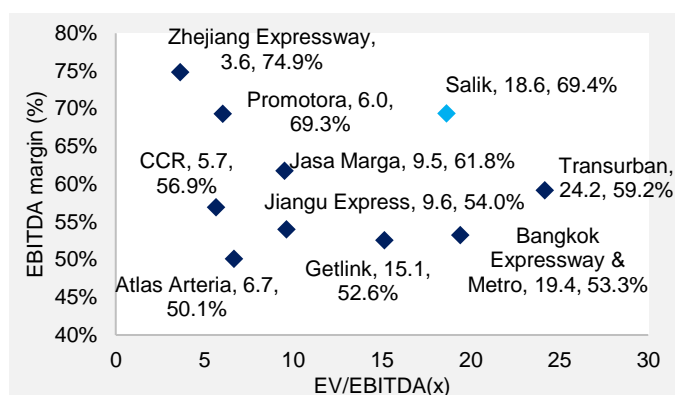 80%
75%
70%
65%
60%
55%
50%
45%
40%
EBITDA margin (%)
Zhejiang Expressway,
3.6, 74.9%
Promotora, 6.0,
69.3%
Salik, 18.6, 69.4%
CCR, 5.7,
56.9%
Jasa Marga, 9.5, 61.8%
Transurban,
24.2, 59.2%
Jiangu Express, 9.6, 54.0%
Atlas Arteria, 6.7,
50.1%
Getlink, 15.1,
52.6%
Bangkok
Expressway &
Metro, 19.4, 53.3%
0 5 10 15 20 25 30
EV/EBITDA(x)